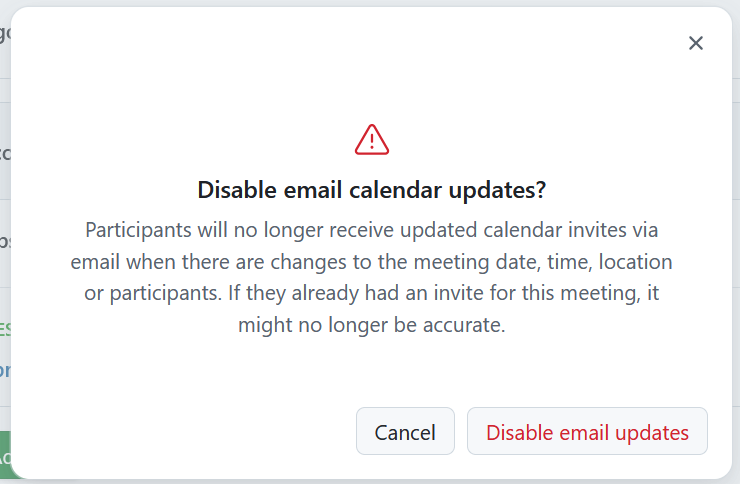 Disable email calendar updates?
Participants will no longer receive updated calendar invites via
email when there are changes to the meeting date, time, location
or participants. If they already had an invite for this meeting, it
might no longer be accurate.
Cancel
Disable email updates